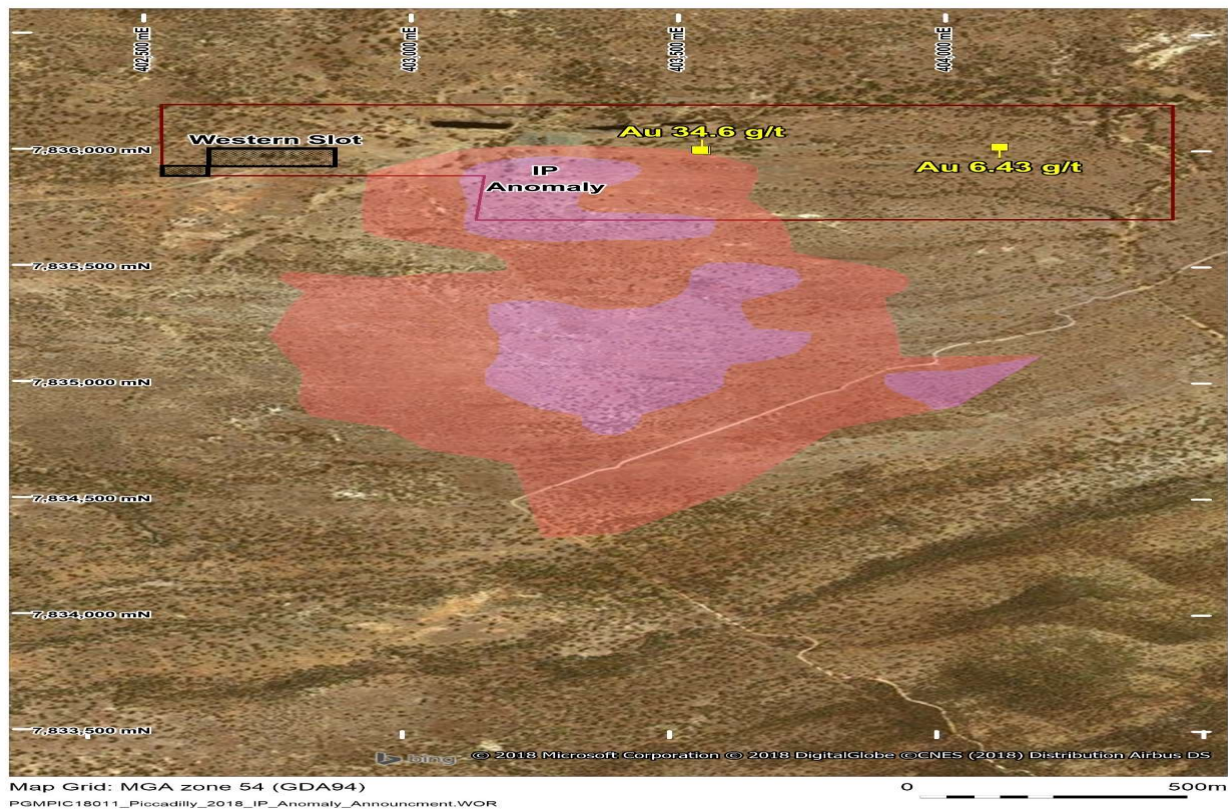 402,500 mE
403,000 mE
403,500 mE
404,000 mE
Western Slot
Au 34.6 g/t
7,836,000 mN
IP
Anomaly
Au 6.43 g/t
7,835,500 mN
7,835,000 mN
7,834,500 mN
7,834,000 mN
7,833,500 mN
bing
© 2018 Microsoft Corporation © 2018 DigitalGlobe ©CNES (2018) Distribution Airbus DS
Map Grid: MGA zone 54 (GDA94)
0
500m
PGMPIC18011_Piccadilly_2018_IP_Anomaly_Announcment.WOR